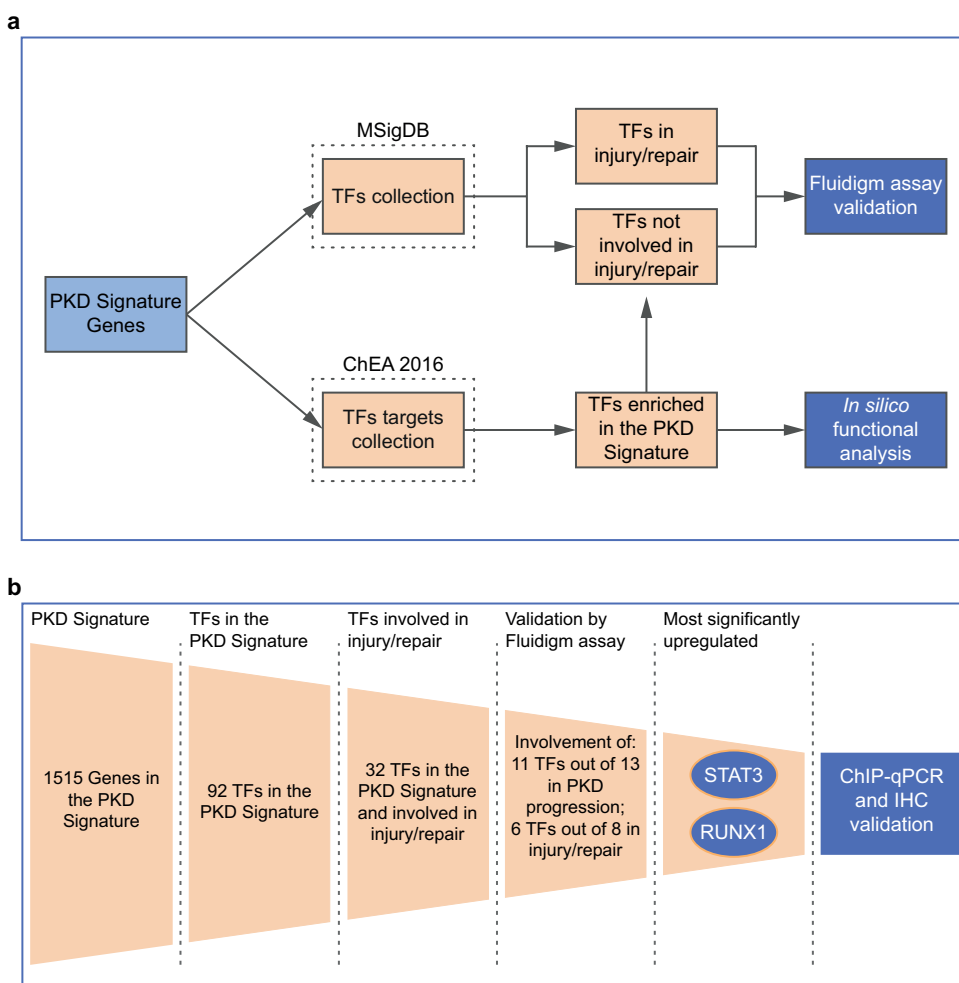 a
MSigDB
TFs collection
TFs in
injury/repair
TFs not
involved in
injury/repair
Fluidigm assay
validation
PKD Signature
Genes
ChEA 2016
TFs targets
collection
TFs enriched
in the PKD
Signature
In silico
functional
analysis
b
PKD Signature
TFs in the
PKD Signature
TFs involved in
injury/repair
Validation by
Fluidigm assay
Most significantly
upregulated
1515 Genes in
the PKD
Signature
92 TFs in the
PKD Signature
32 TFs in the
PKD Signature
and involved in
injury/repair
Involvement of:
11 TFs out of 13
in PKD
progression;
6 TFs out of 8 in
injury/repair
STAT3
RUNX1
ChIP-qPCR
and IHC
validation